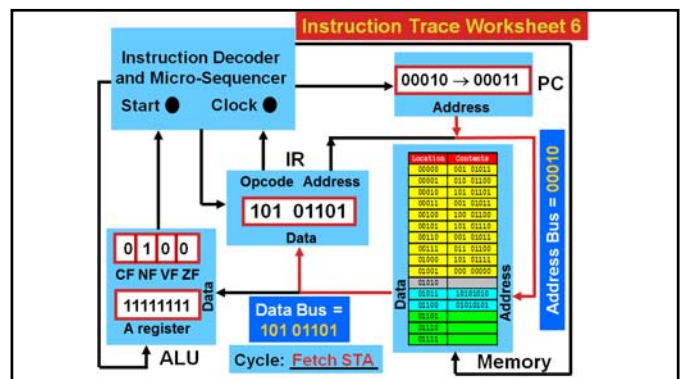 Instruction Trace Worksheet 6
Instruction Decoder
and Micro-Sequencer
Start
Clock
00010 → 00011
PC
Address
IR
Opcode Address
101 01101
Data
0 1 0 0
CF NF VF ZF
11111111
A register
Data
ALU
Data Bus =
101 01101
Cycle: Fetch STA
Location Contents
00000 001 01011
00001 010 01100
00010 101 01101
00011 001 01011
00100 100 01100
00101 101 01110
00110 001 01011
00111 011 01100
01000 101 01111
01001 000 00000
01010
01011 10101010
01100 01010101
01101
01110
01111
Data
Address
Memory
Address Bus = 00010